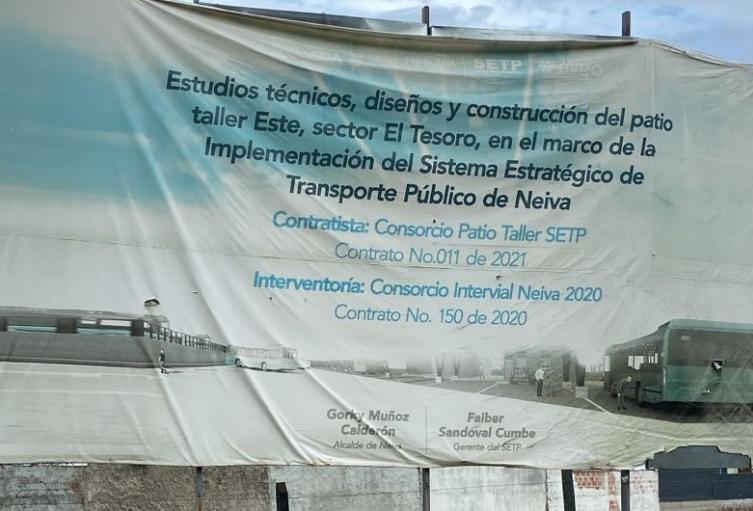 SETP
Estudios técnicos, diseños y construcción del patio
taller Este, sector El Tesoro, en el marco de la
Implementación del Sistema Estratégico de
Transporte Público de Neiva
Contratista: Consorcio Patio Taller SETP
Contrato No.011 de 2021
Interventoría: Consorcio Intervial Neiva 2020
Contrato No. 150 de 2020
Gorky Muñoz
Calderón
Alcalde de Neiva
Faiber
Sandoval Cumbe
Gerente del SETP